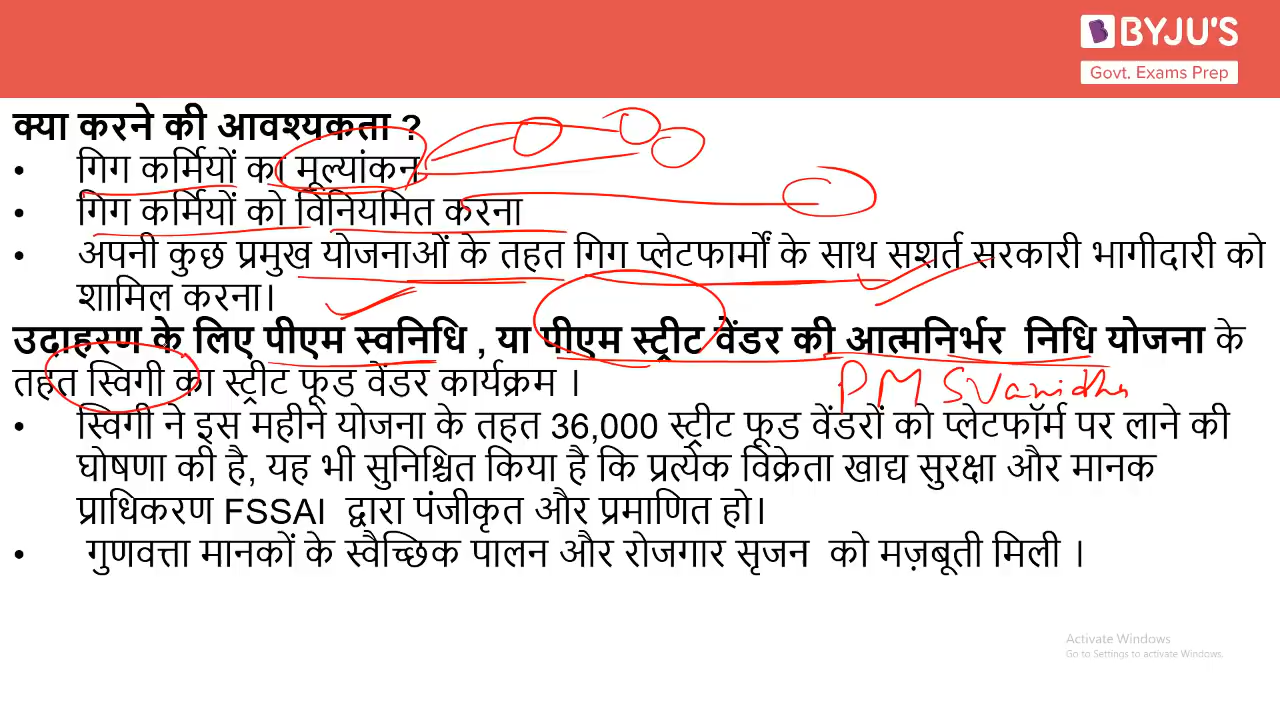 BYJU'S
Govt. Exams Prep
क्या करने की आवश्यकता ?
• गिग कर्मियों का मूल्यांकन
• गिग कर्मियों को विनियमित करना
• अपनी कुछ प्रमुख योजनाओं के तहत गिग प्लेटफार्मों के साथ सशर्त सरकारी भागीदारी को
शामिल करना।
उदाहरण के लिए पीएम स्वनिधि , या पीएम स्ट्रीट वेंडर की आत्मनिर्भर निधि योजना के
तहत स्विगी का स्ट्रीट फूड वेंडर कार्यक्रम ।
PM SVanidhi
• स्विगी ने इस महीने योजना के तहत 36,000 स्ट्रीट फूड वेंडरों को प्लेटफॉर्म पर लाने की
घोषणा की है, यह भी सुनिश्चित किया है कि प्रत्येक विक्रेता खाद्य सुरक्षा और मानक
प्राधिकरण FSSAI द्वारा पंजीकृत और प्रमाणित हो।
• गुणवत्ता मानकों के स्वैच्छिक पालन और रोजगार सृजन को मज़बूती मिली ।
Activate Windows
Go to Settings to activate Windows.